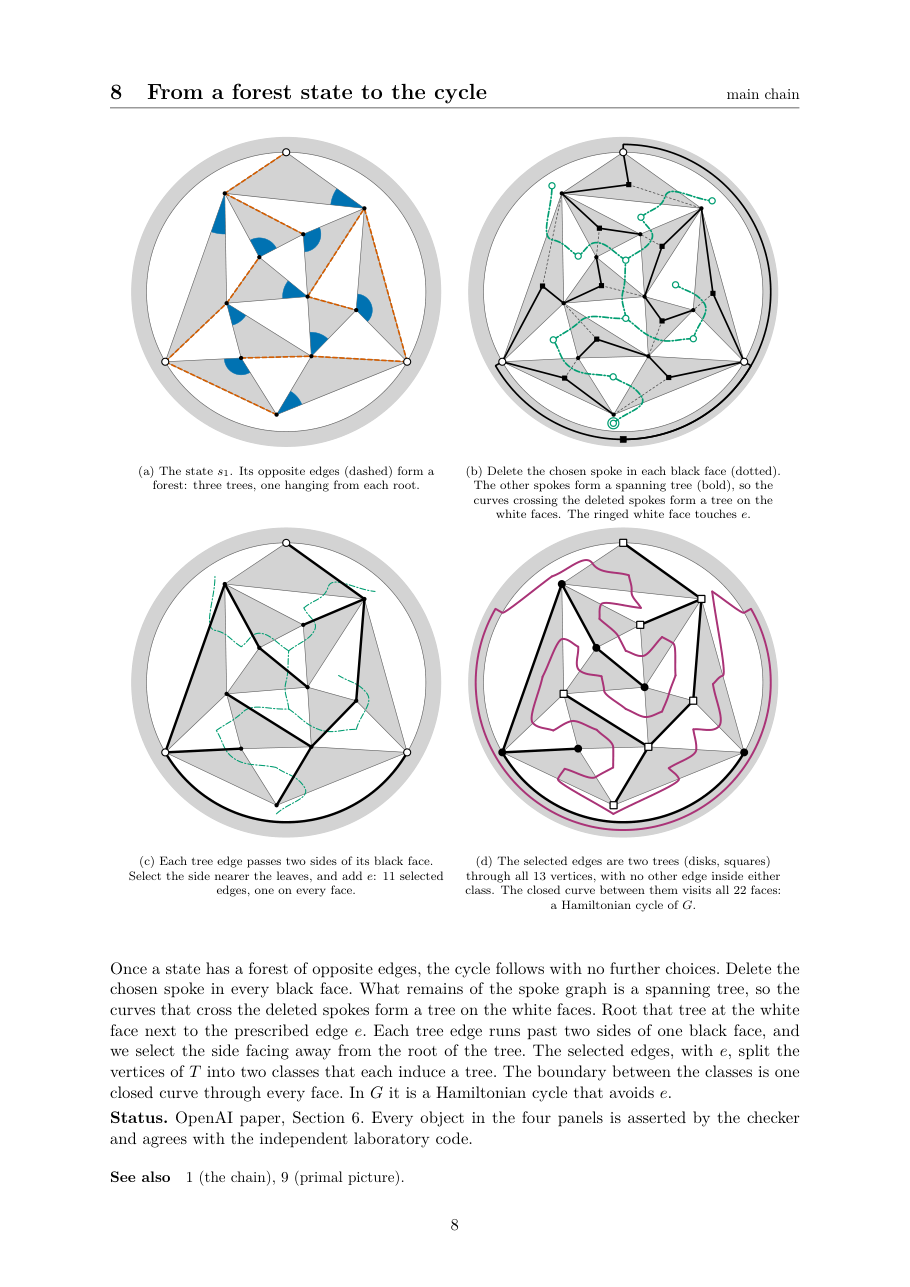 8 From a forest state to the cycle
main chain
(a) The state s₁. Its opposite edges (dashed) form a
forest: three trees, one hanging from each root.
(b) Delete the chosen spoke in each black face (dotted).
The other spokes form a spanning tree (bold), so the
curves crossing the deleted spokes form a tree on the
white faces. The ringed white face touches e.
(c) Each tree edge passes two sides of its black face.
Select the side nearer the leaves, and add e: 11 selected
edges, one on every face.
(d) The selected edges are two trees (disks, squares)
through all 13 vertices, with no other edge inside either
class. The closed curve between them visits all 22 faces:
a Hamiltonian cycle of G.
Once a state has a forest of opposite edges, the cycle follows with no further choices. Delete the
chosen spoke in every black face. What remains of the spoke graph is a spanning tree, so the
curves that cross the deleted spokes form a tree on the white faces. Root that tree at the white
face next to the prescribed edge e. Each tree edge runs past two sides of one black face, and
we select the side facing away from the root of the tree. The selected edges, with e, split the
vertices of T into two classes that each induce a tree. The boundary between the classes is one
closed curve through every face. In G it is a Hamiltonian cycle that avoids e.
Status. OpenAI paper, Section 6. Every object in the four panels is asserted by the checker
and agrees with the independent laboratory code.
See also 1 (the chain), 9 (primal picture).
8